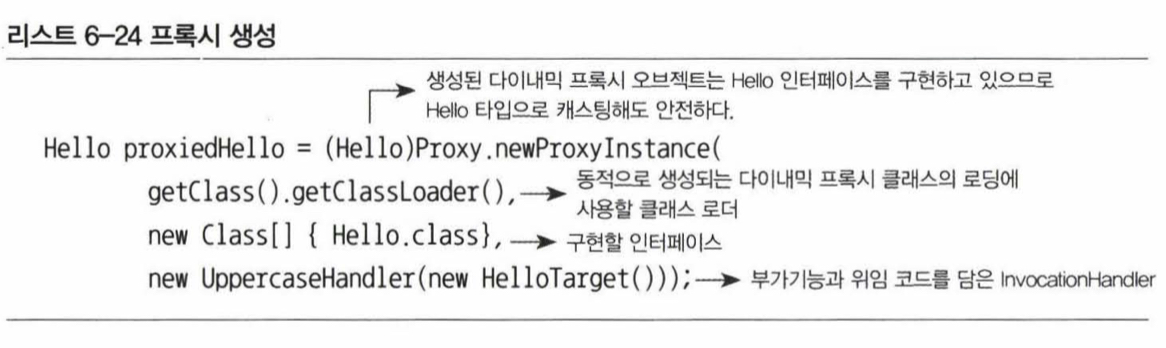 리스트 6–24 프록시 생성
생성된 다이내믹 프록시 오브젝트는 Hello 인터페이스를 구현하고 있으므로
Hello 타입으로 캐스팅해도 안전하다.
Hello proxiedHello = (Hello)Proxy.newProxyInstance(
getClass().getClassLoader(), 동적으로 생성되는 다이내믹 프록시 클래스의 로딩에
사용할 클래스 로더
new Class[] { Hello.class}, 구현할 인터페이스
new UppercaseHandler(new HelloTarget())); 부가기능과 위임 코드를 담은 InvocationHandler